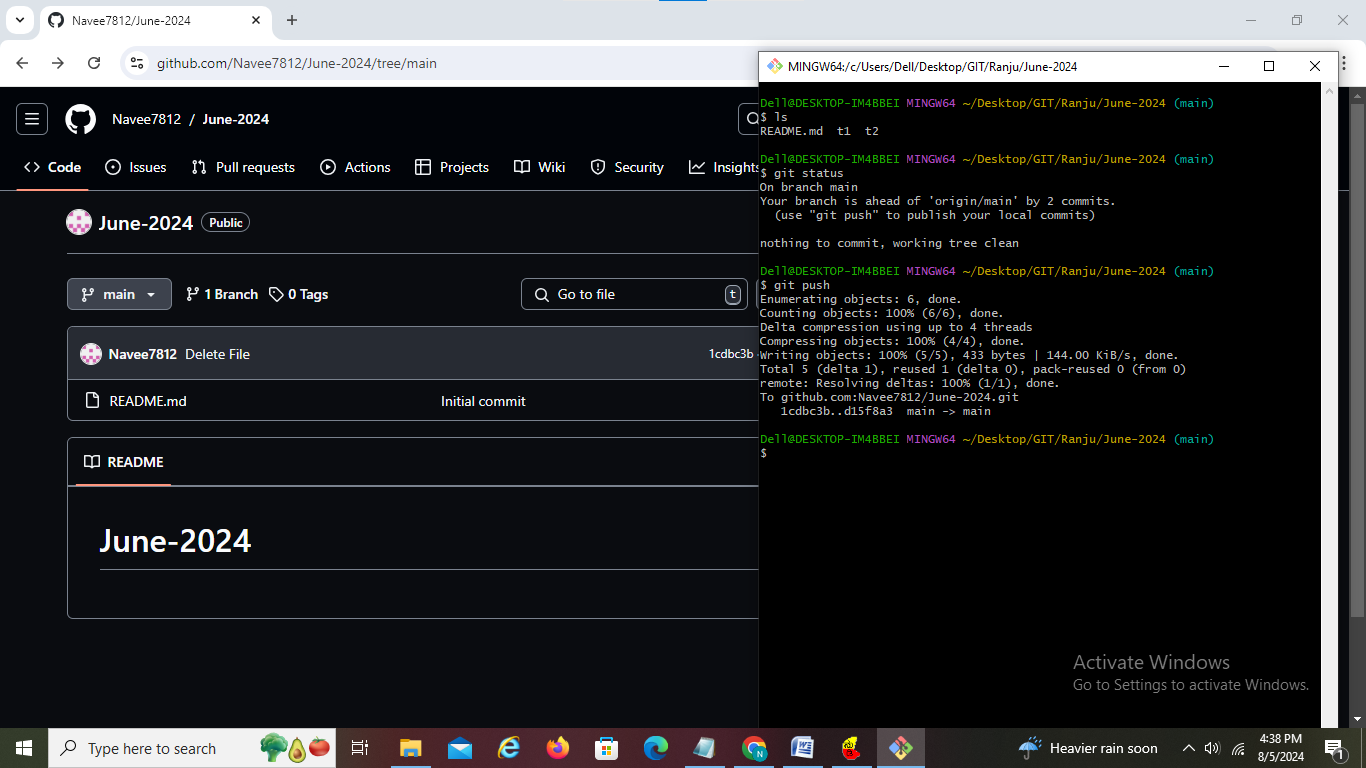 Navee7812/June-2024
github.com/Navee7812/June-2024/tree/main
Navee7812 / June-2024
Code Issues Pull requests Actions Projects Wiki Security Insights
June-2024 Public
main 1 Branch 0 Tags Go to file t
Navee7812 Delete File 1cdbc3b
README.md Initial commit
README
June-2024
MINGW64:/c/Users/Dell/Desktop/GIT/Ranju/June-2024
Dell@DESKTOP-IM4BBEI MINGW64 ~/Desktop/GIT/Ranju/June-2024 (main)
$ ls
README.md t1 t2
Dell@DESKTOP-IM4BBEI MINGW64 ~/Desktop/GIT/Ranju/June-2024 (main)
$ git status
On branch main
Your branch is ahead of 'origin/main' by 2 commits.
(use "git push" to publish your local commits)
nothing to commit, working tree clean
Dell@DESKTOP-IM4BBEI MINGW64 ~/Desktop/GIT/Ranju/June-2024 (main)
$ git push
Enumerating objects: 6, done.
Counting objects: 100% (6/6), done.
Delta compression using up to 4 threads
Compressing objects: 100% (4/4), done.
Writing objects: 100% (5/5), 433 bytes | 144.00 KiB/s, done.
Total 5 (delta 1), reused 1 (delta 0), pack-reused 0 (from 0)
remote: Resolving deltas: 100% (1/1), done.
To github.com:Navee7812/June-2024.git
1cdbc3b..d15f8a3 main -> main
Dell@DESKTOP-IM4BBEI MINGW64 ~/Desktop/GIT/Ranju/June-2024 (main)
$
Activate Windows
Go to Settings to activate Windows.
Type here to search
N
Heavier rain soon
4:38 PM
8/5/2024
1